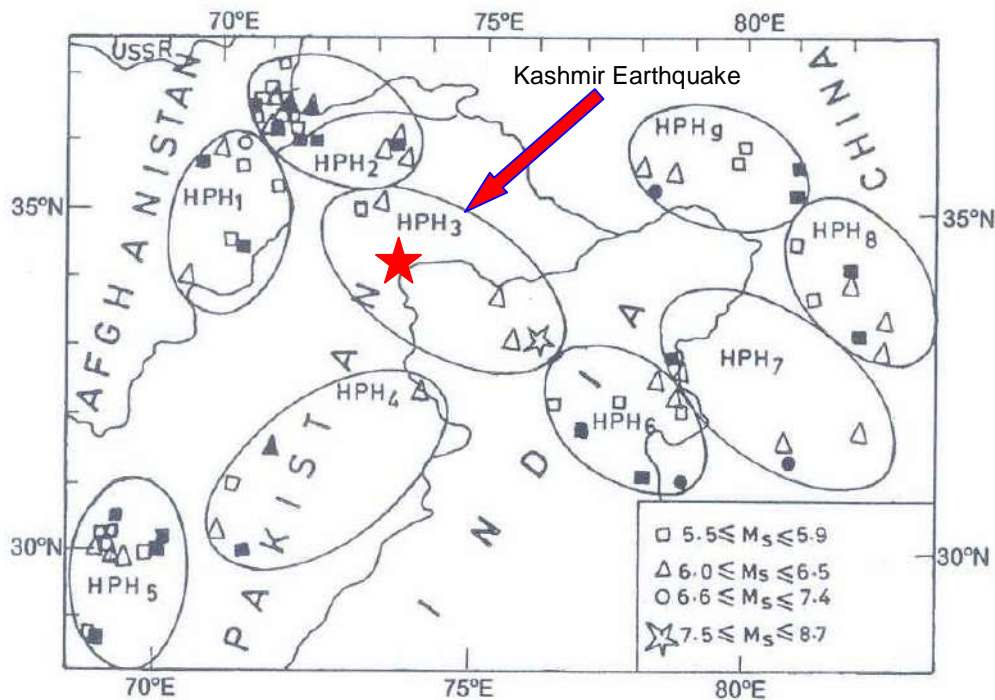 70°E 75°E 80°E
USSR
Kashmir Earthquake
AFGHANISTAN
CHINA
HPH9
HPH2
HPH1
35°N 35°N
HPH3
HPH8
HPH7
HPH4
HPH6
PAKISTAN
INDIA
30°N 30°N
HPH5
□ 5.5 ≤ Ms ≤ 5.9
△ 6.0 ≤ Ms ≤ 6.5
○ 6.6 ≤ Ms ≤ 7.4
☆ 7.5 ≤ Ms ≤ 8.7
70°E 75°E 80°E